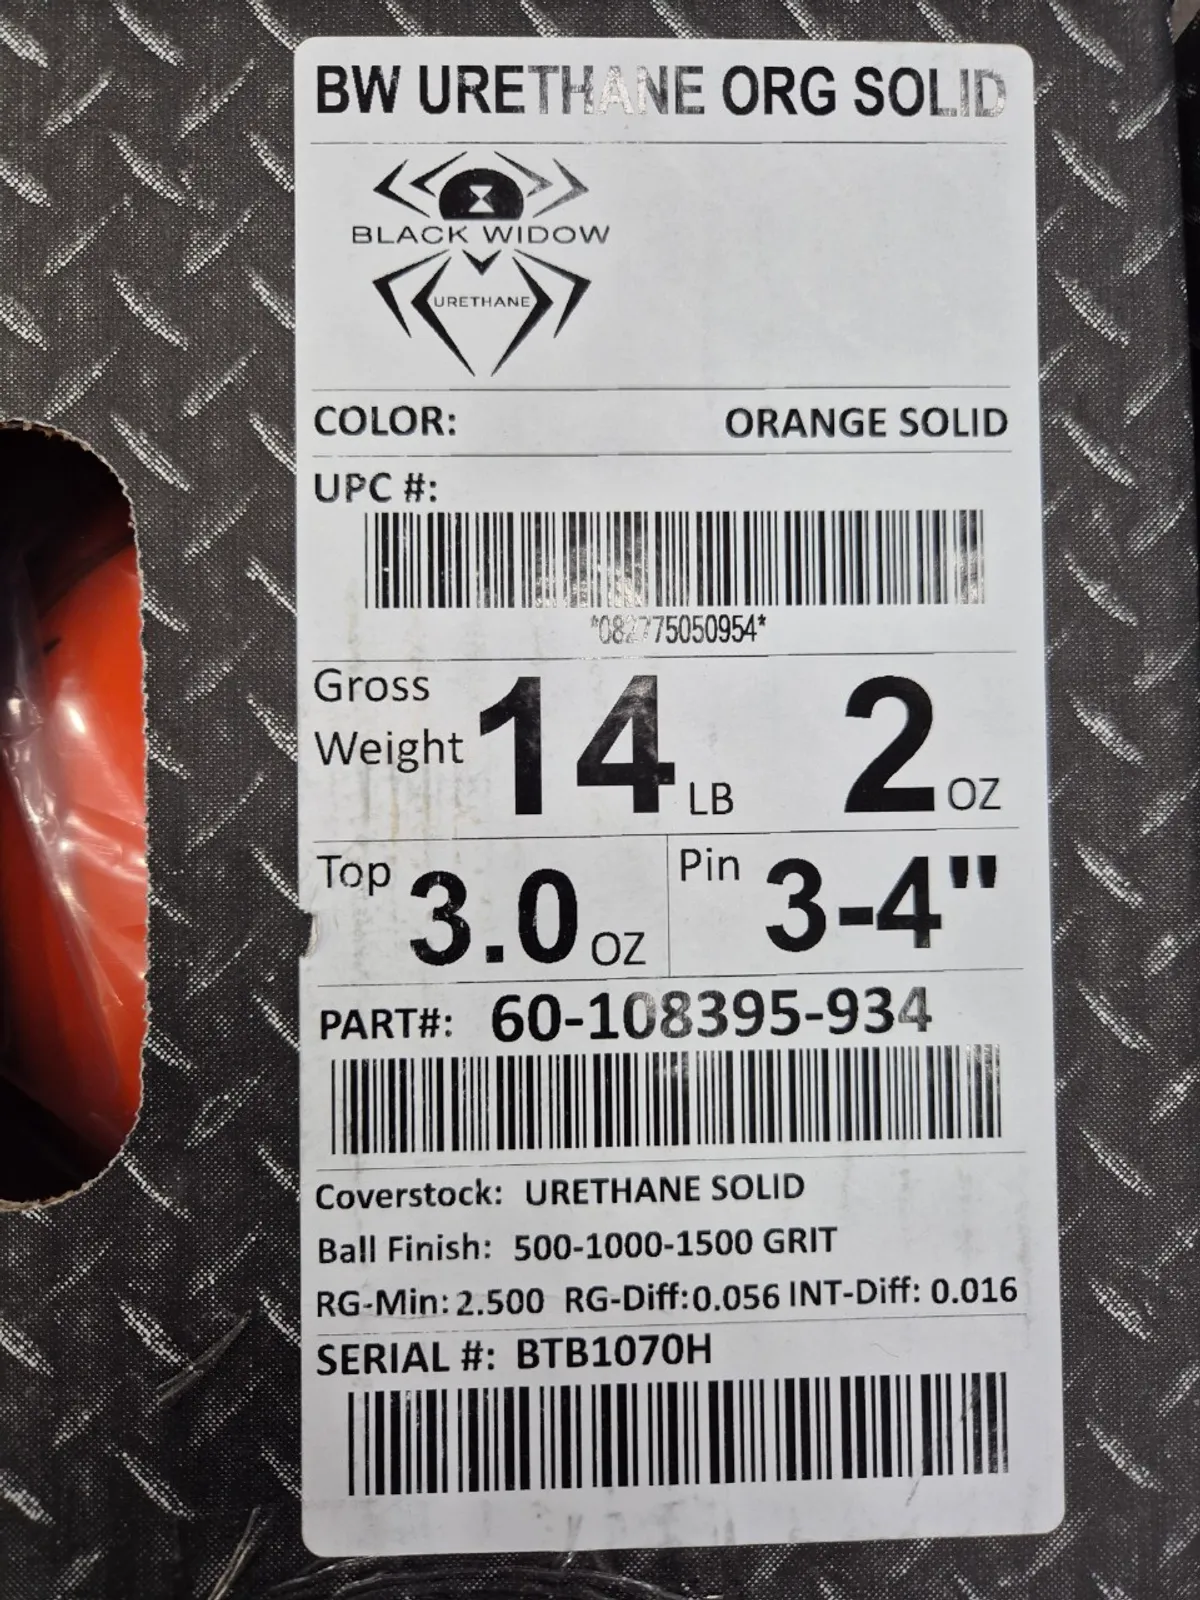 BW URETHANE ORG SOLID
BLACK WIDOW
URETHANE
COLOR: ORANGE SOLID
UPC #:
*082775050954*
Gross Weight 14 LB 2 OZ
Top 3.0 OZ Pin 3-4"
PART#: 60-108395-934
Coverstock: URETHANE SOLID
Ball Finish: 500-1000-1500 GRIT
RG-Min: 2.500 RG-Diff:0.056 INT-Diff: 0.016
SERIAL #: BTB1070H